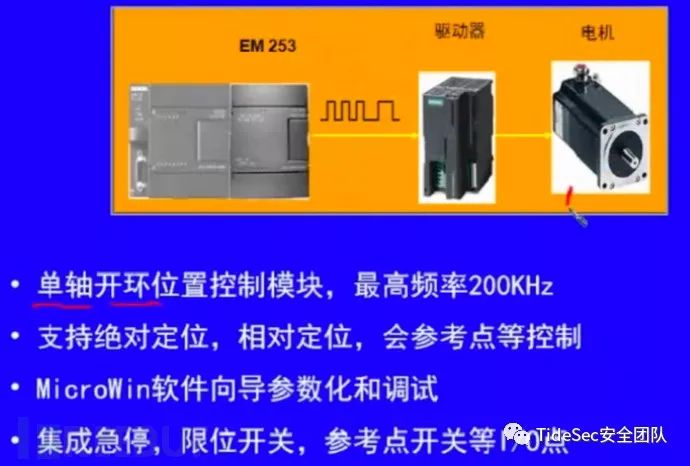 EM 253
驱动器
电机
• 单轴开环位置控制模块，最高频率200KHz
• 支持绝对定位，相对定位，会参考点等控制
• MicroWin软件向导参数化和调试
• 集成急停，限位开关，参考点开关等I/O点
TideSec安全团队